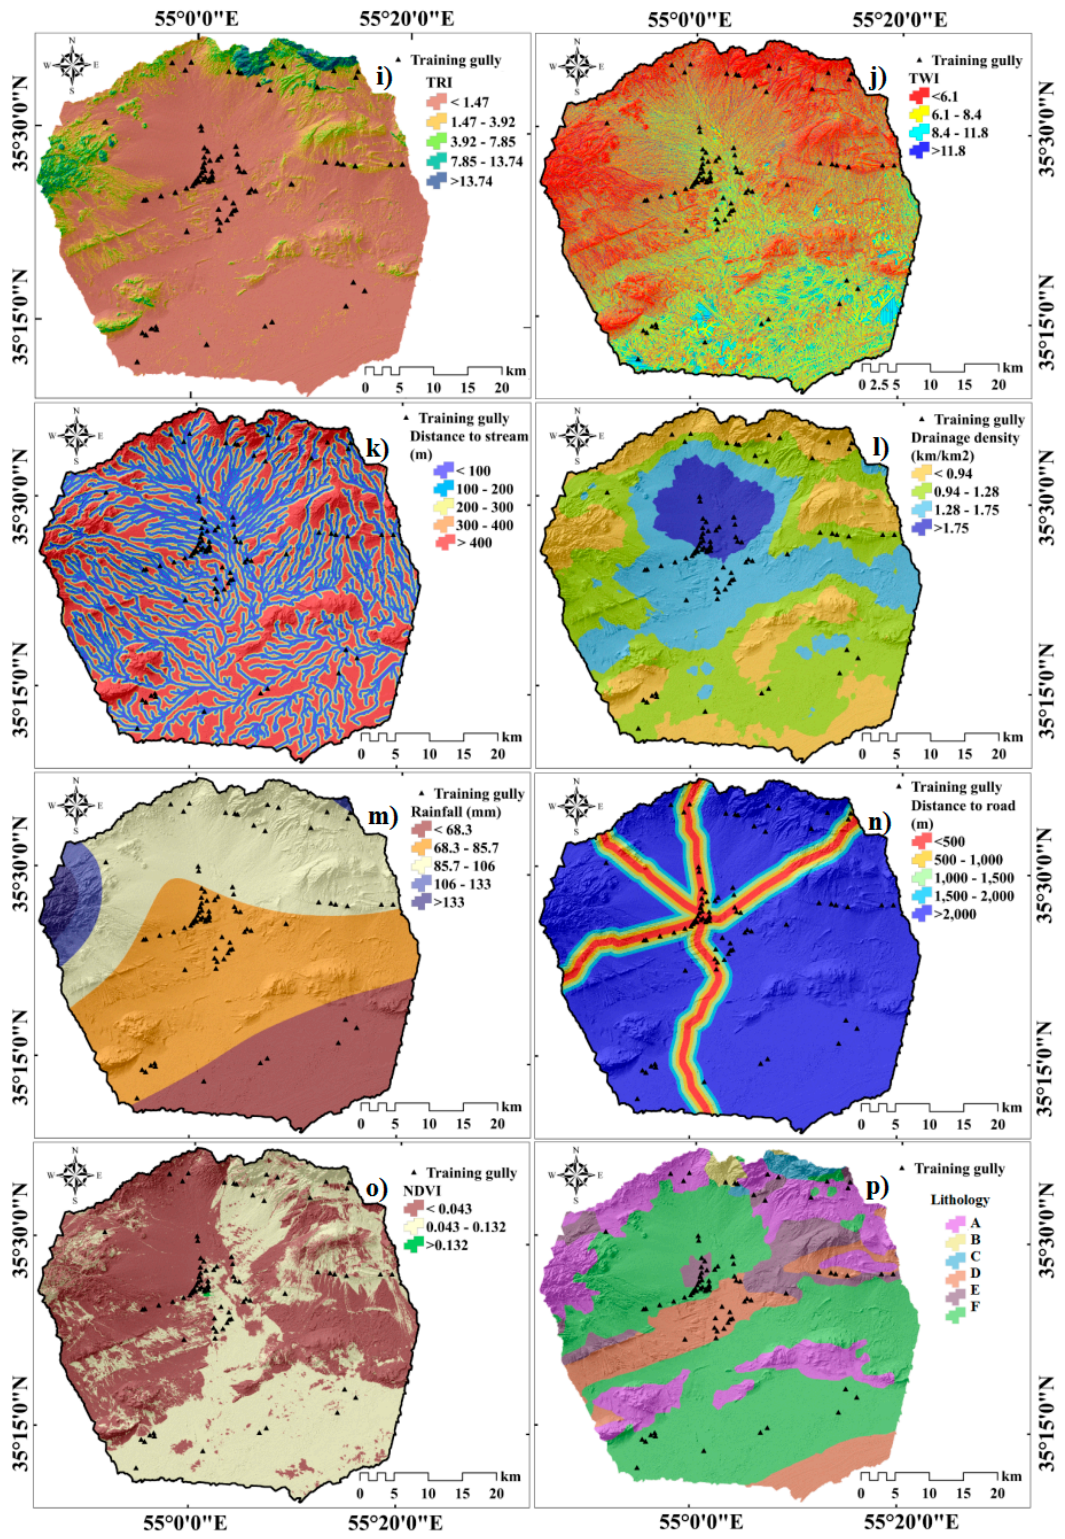 55°0'0"E 55°20'0"E 55°0'0"E 55°20'0"E
35°30'0"N
35°15'0"N
N
W E
S
i)
Training gully
TRI
< 1.47
1.47 - 3.92
3.92 - 7.85
7.85 - 13.74
>13.74
0 5 10 15 20 km
N
W E
S
j)
Training gully
TWI
<6.1
6.1 - 8.4
8.4 - 11.8
>11.8
0 2.5 5 10 15 20 km
35°30'0"N
35°15'0"N
35°30'0"N
35°15'0"N
N
W E
S
k)
Training gully
Distance to stream
(m)
< 100
100 - 200
200 - 300
300 - 400
> 400
0 5 10 15 20 km
N
W E
S
l)
Training gully
Drainage density
(km/km2)
< 0.94
0.94 - 1.28
1.28 - 1.75
>1.75
0 5 10 15 20 km
35°30'0"N
35°15'0"N
35°30'0"N
35°15'0"N
N
W E
S
m)
Training gully
Rainfall (mm)
< 68.3
68.3 - 85.7
85.7 - 106
106 - 133
>133
0 5 10 15 20 km
N
W E
S
n)
Training gully
Distance to road
(m)
<500
500 - 1,000
1,000 - 1,500
1,500 - 2,000
>2,000
0 5 10 15 20 km
35°30'0"N
35°15'0"N
35°30'0"N
35°15'0"N
N
W E
S
o)
Training gully
NDVI
< 0.043
0.043 - 0.132
>0.132
0 5 10 15 20 km
N
W E
S
p)
Training gully
Lithology
A
B
C
D
E
F
0 5 10 15 20 km
35°30'0"N
35°15'0"N
55°0'0"E 55°20'0"E 55°0'0"E 55°20'0"E